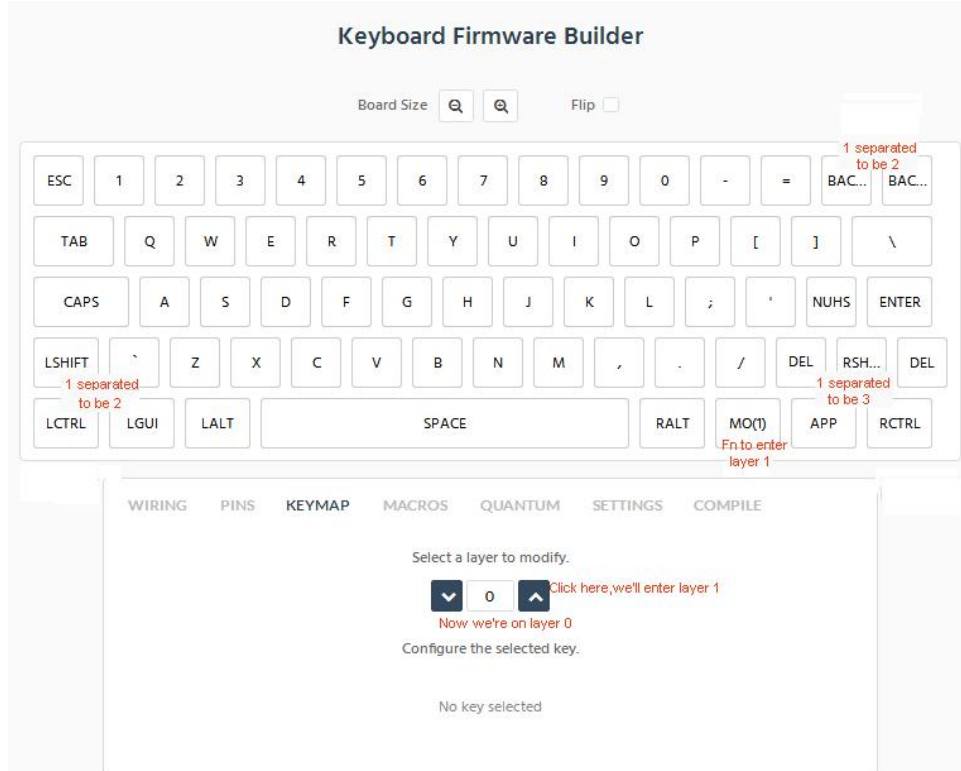 Keyboard Firmware Builder
Board Size Flip
1 separated
to be 2
ESC 1 2 3 4 5 6 7 8 9 0 - = BAC... BAC...
TAB Q W E R T Y U I O P [ ] \
CAPS A S D F G H J K L ; ' NUHS ENTER
LSHIFT ` Z X C V B N M , . / DEL RSH... DEL
1 separated
to be 2
1 separated
to be 3
LCTRL LGUI LALT SPACE RALT MO(1) APP RCTRL
Fn to enter
layer 1
WIRING PINS KEYMAP MACROS QUANTUM SETTINGS COMPILE
Select a layer to modify.
0 Click here,we'll enter layer 1
Now we're on layer 0
Configure the selected key.
No key selected